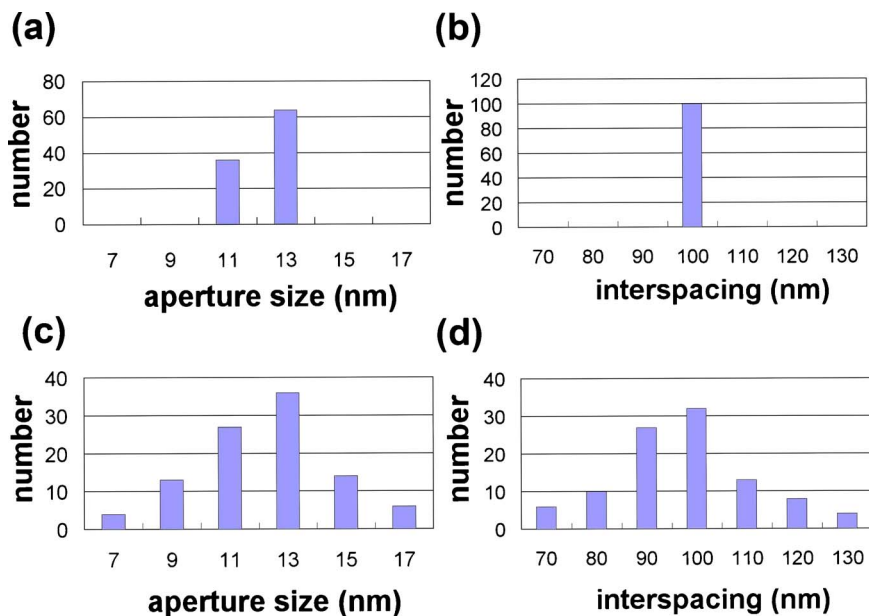 (a)
number
80
60
40
20
0
7 9 11 13 15 17
aperture size (nm)
(b)
number
120
100
80
60
40
20
0
70 80 90 100 110 120 130
interspacing (nm)
(c)
number
40
30
20
10
0
7 9 11 13 15 17
aperture size (nm)
(d)
number
40
30
20
10
0
70 80 90 100 110 120 130
interspacing (nm)